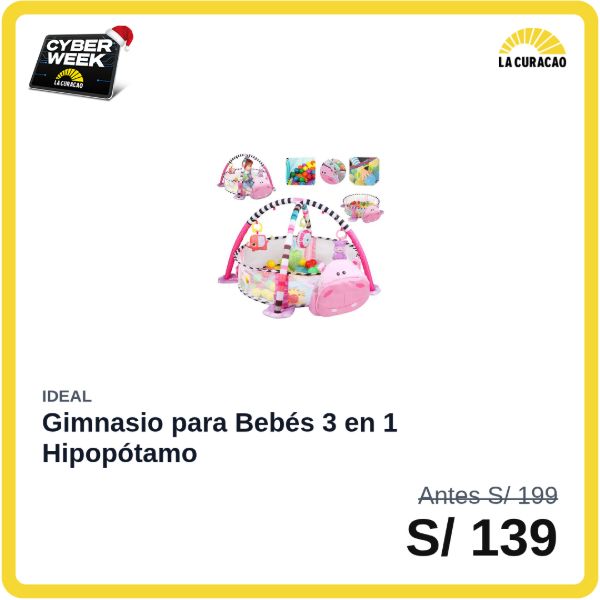 CYBER
WEEK
LA CURACAO
LA CURACAO
IDEAL
Gimnasio para Bebés 3 en 1
Hipopótamo
Antes S/ 199
S/ 139